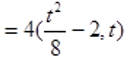 = 4(t²/8 − 2, t)